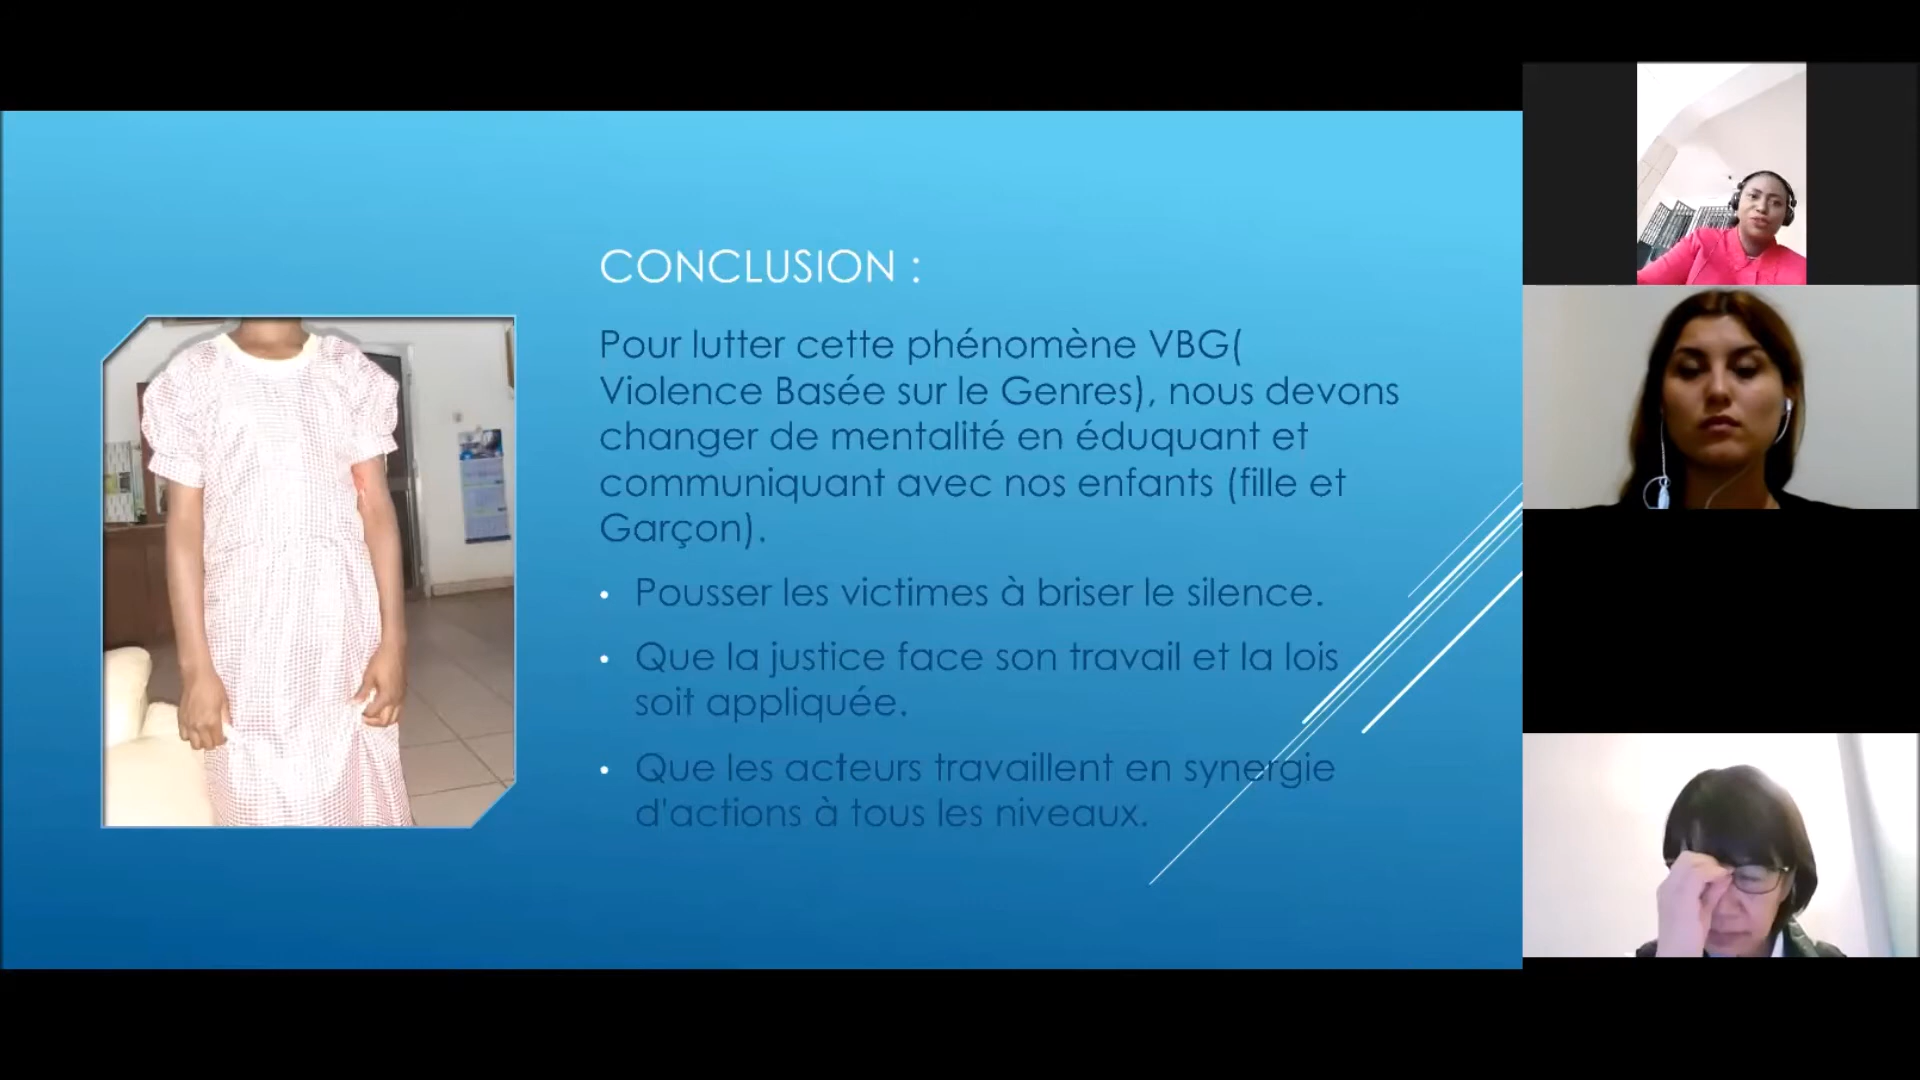 CONCLUSION :
Pour lutter cette phénomène VBG(
Violence Basée sur le Genres), nous devons
changer de mentalité en éduquant et
communiquant avec nos enfants (fille et
Garçon).
• Pousser les victimes à briser le silence.
• Que la justice face son travail et la lois
soit appliquée.
• Que les acteurs travaillent en synergie
d'actions à tous les niveaux.